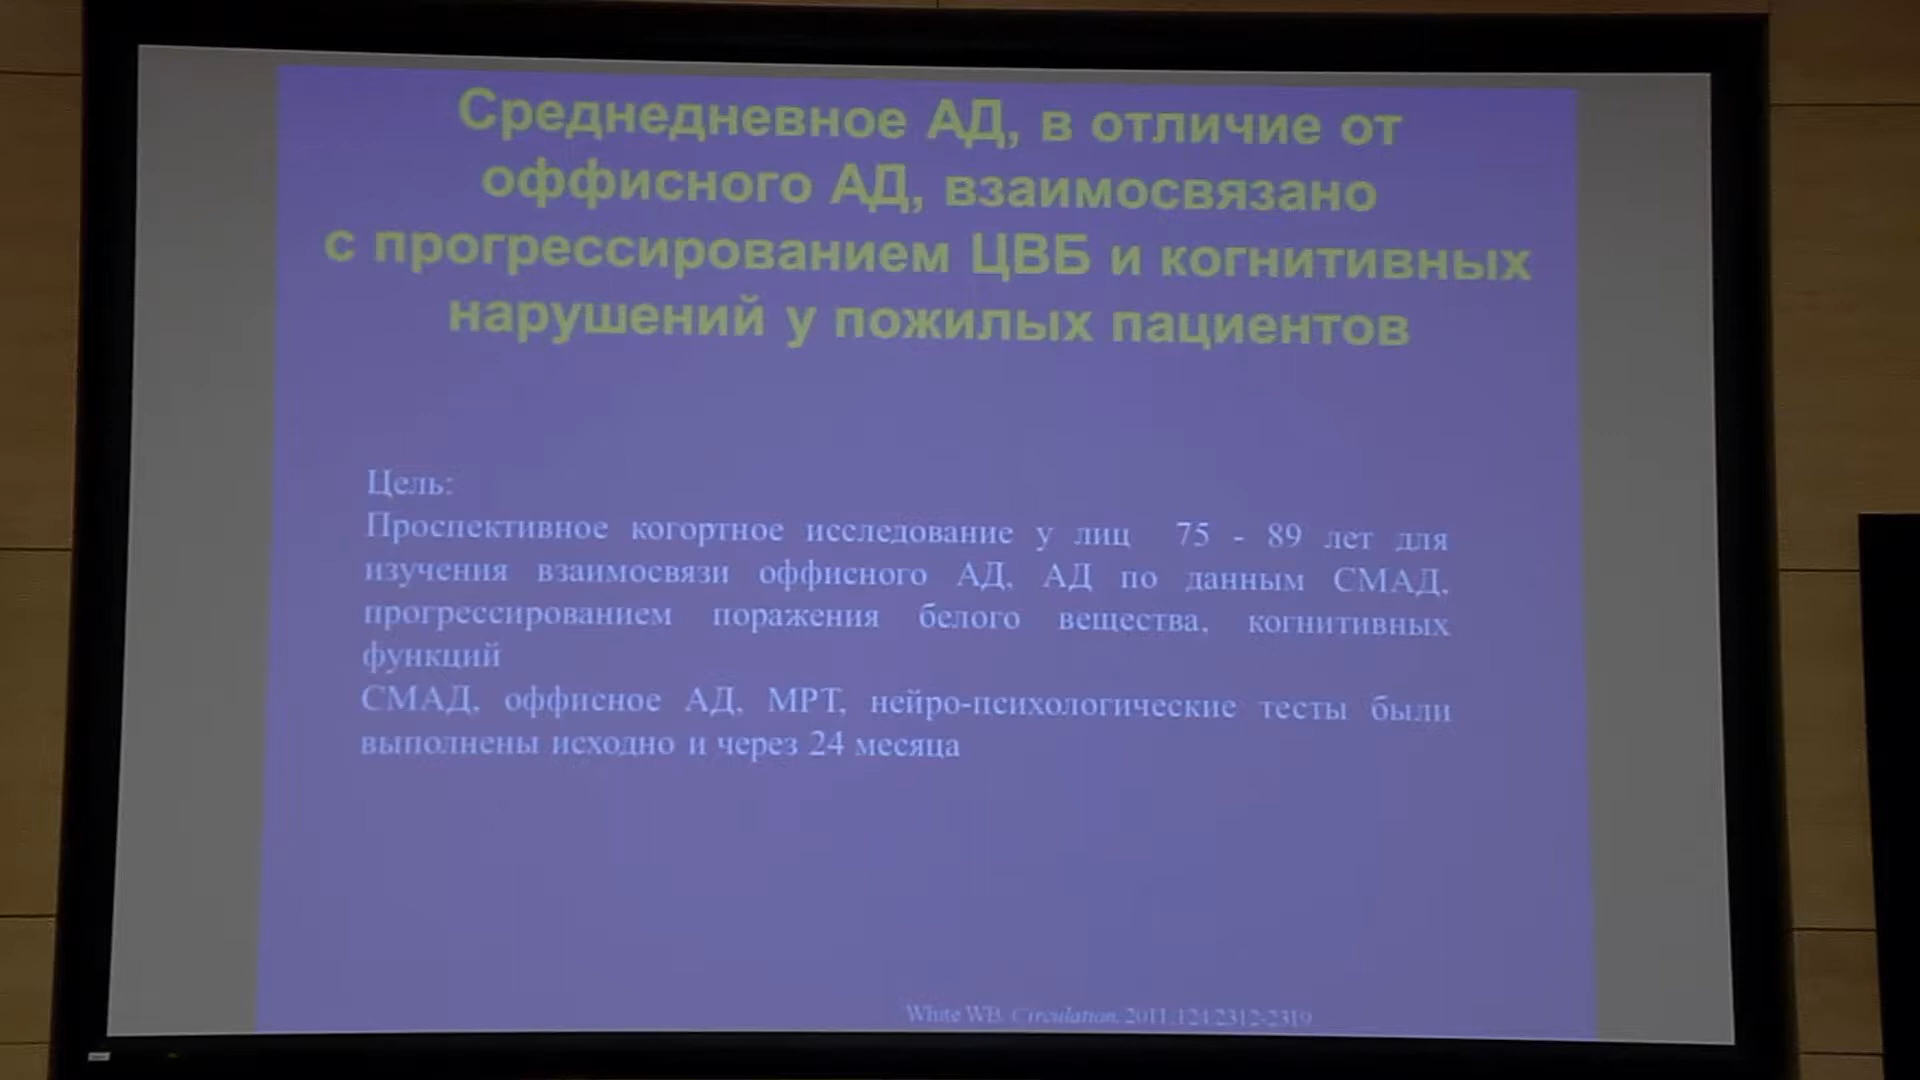 Среднедневное АД, в отличие от
оффисного АД, взаимосвязано
с прогрессированием ЦВБ и когнитивных
нарушений у пожилых пациентов
Цель:
Проспективное когортное исследование у лиц 75 - 89 лет для
изучения взаимосвязи оффисного АД, АД по данным СМАД,
прогрессированием поражения белого вещества, когнитивных
функций
СМАД, оффисное АД, МРТ, нейро-психологические тесты были
выполнены исходно и через 24 месяца
White WB. Circulation. 2011.124:2312-2319